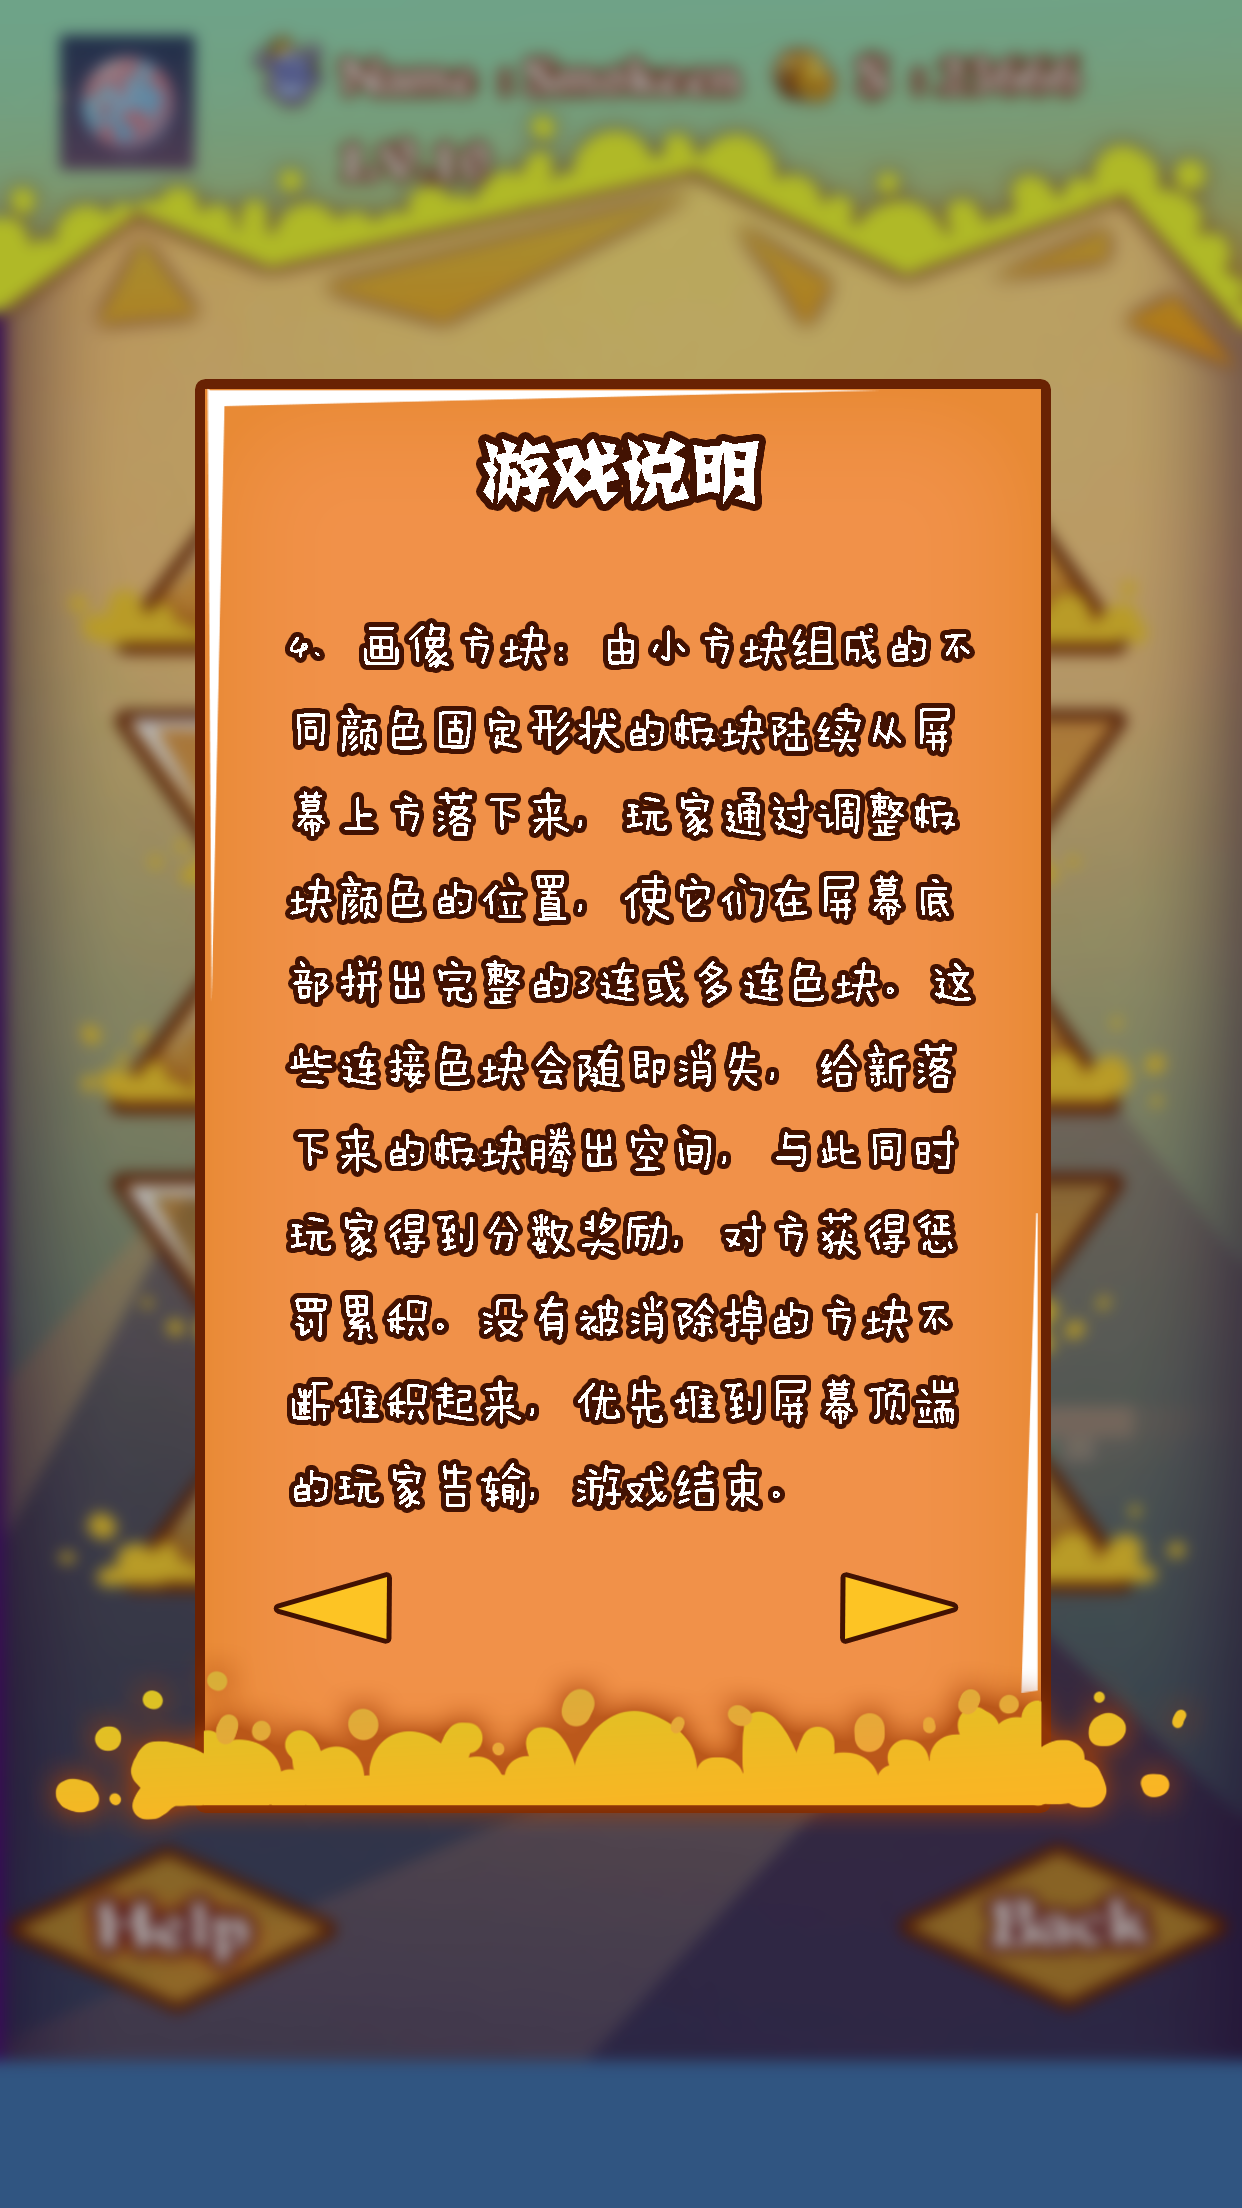 游戏说明
4、画像方块：由小方块组成的不
同颜色固定形状的板块陆续从屏
幕上方落下来，玩家通过调整板
块颜色的位置，使它们在屏幕底
部拼出完整的3连或多连色块。这
些连接色块会随即消失，给新落
下来的板块腾出空间，与此同时
玩家得到分数奖励，对方获得惩
罚累积。没有被消除掉的方块不
断堆积起来，优先堆到屏幕顶端
的玩家告输，游戏结束。
Help
Back